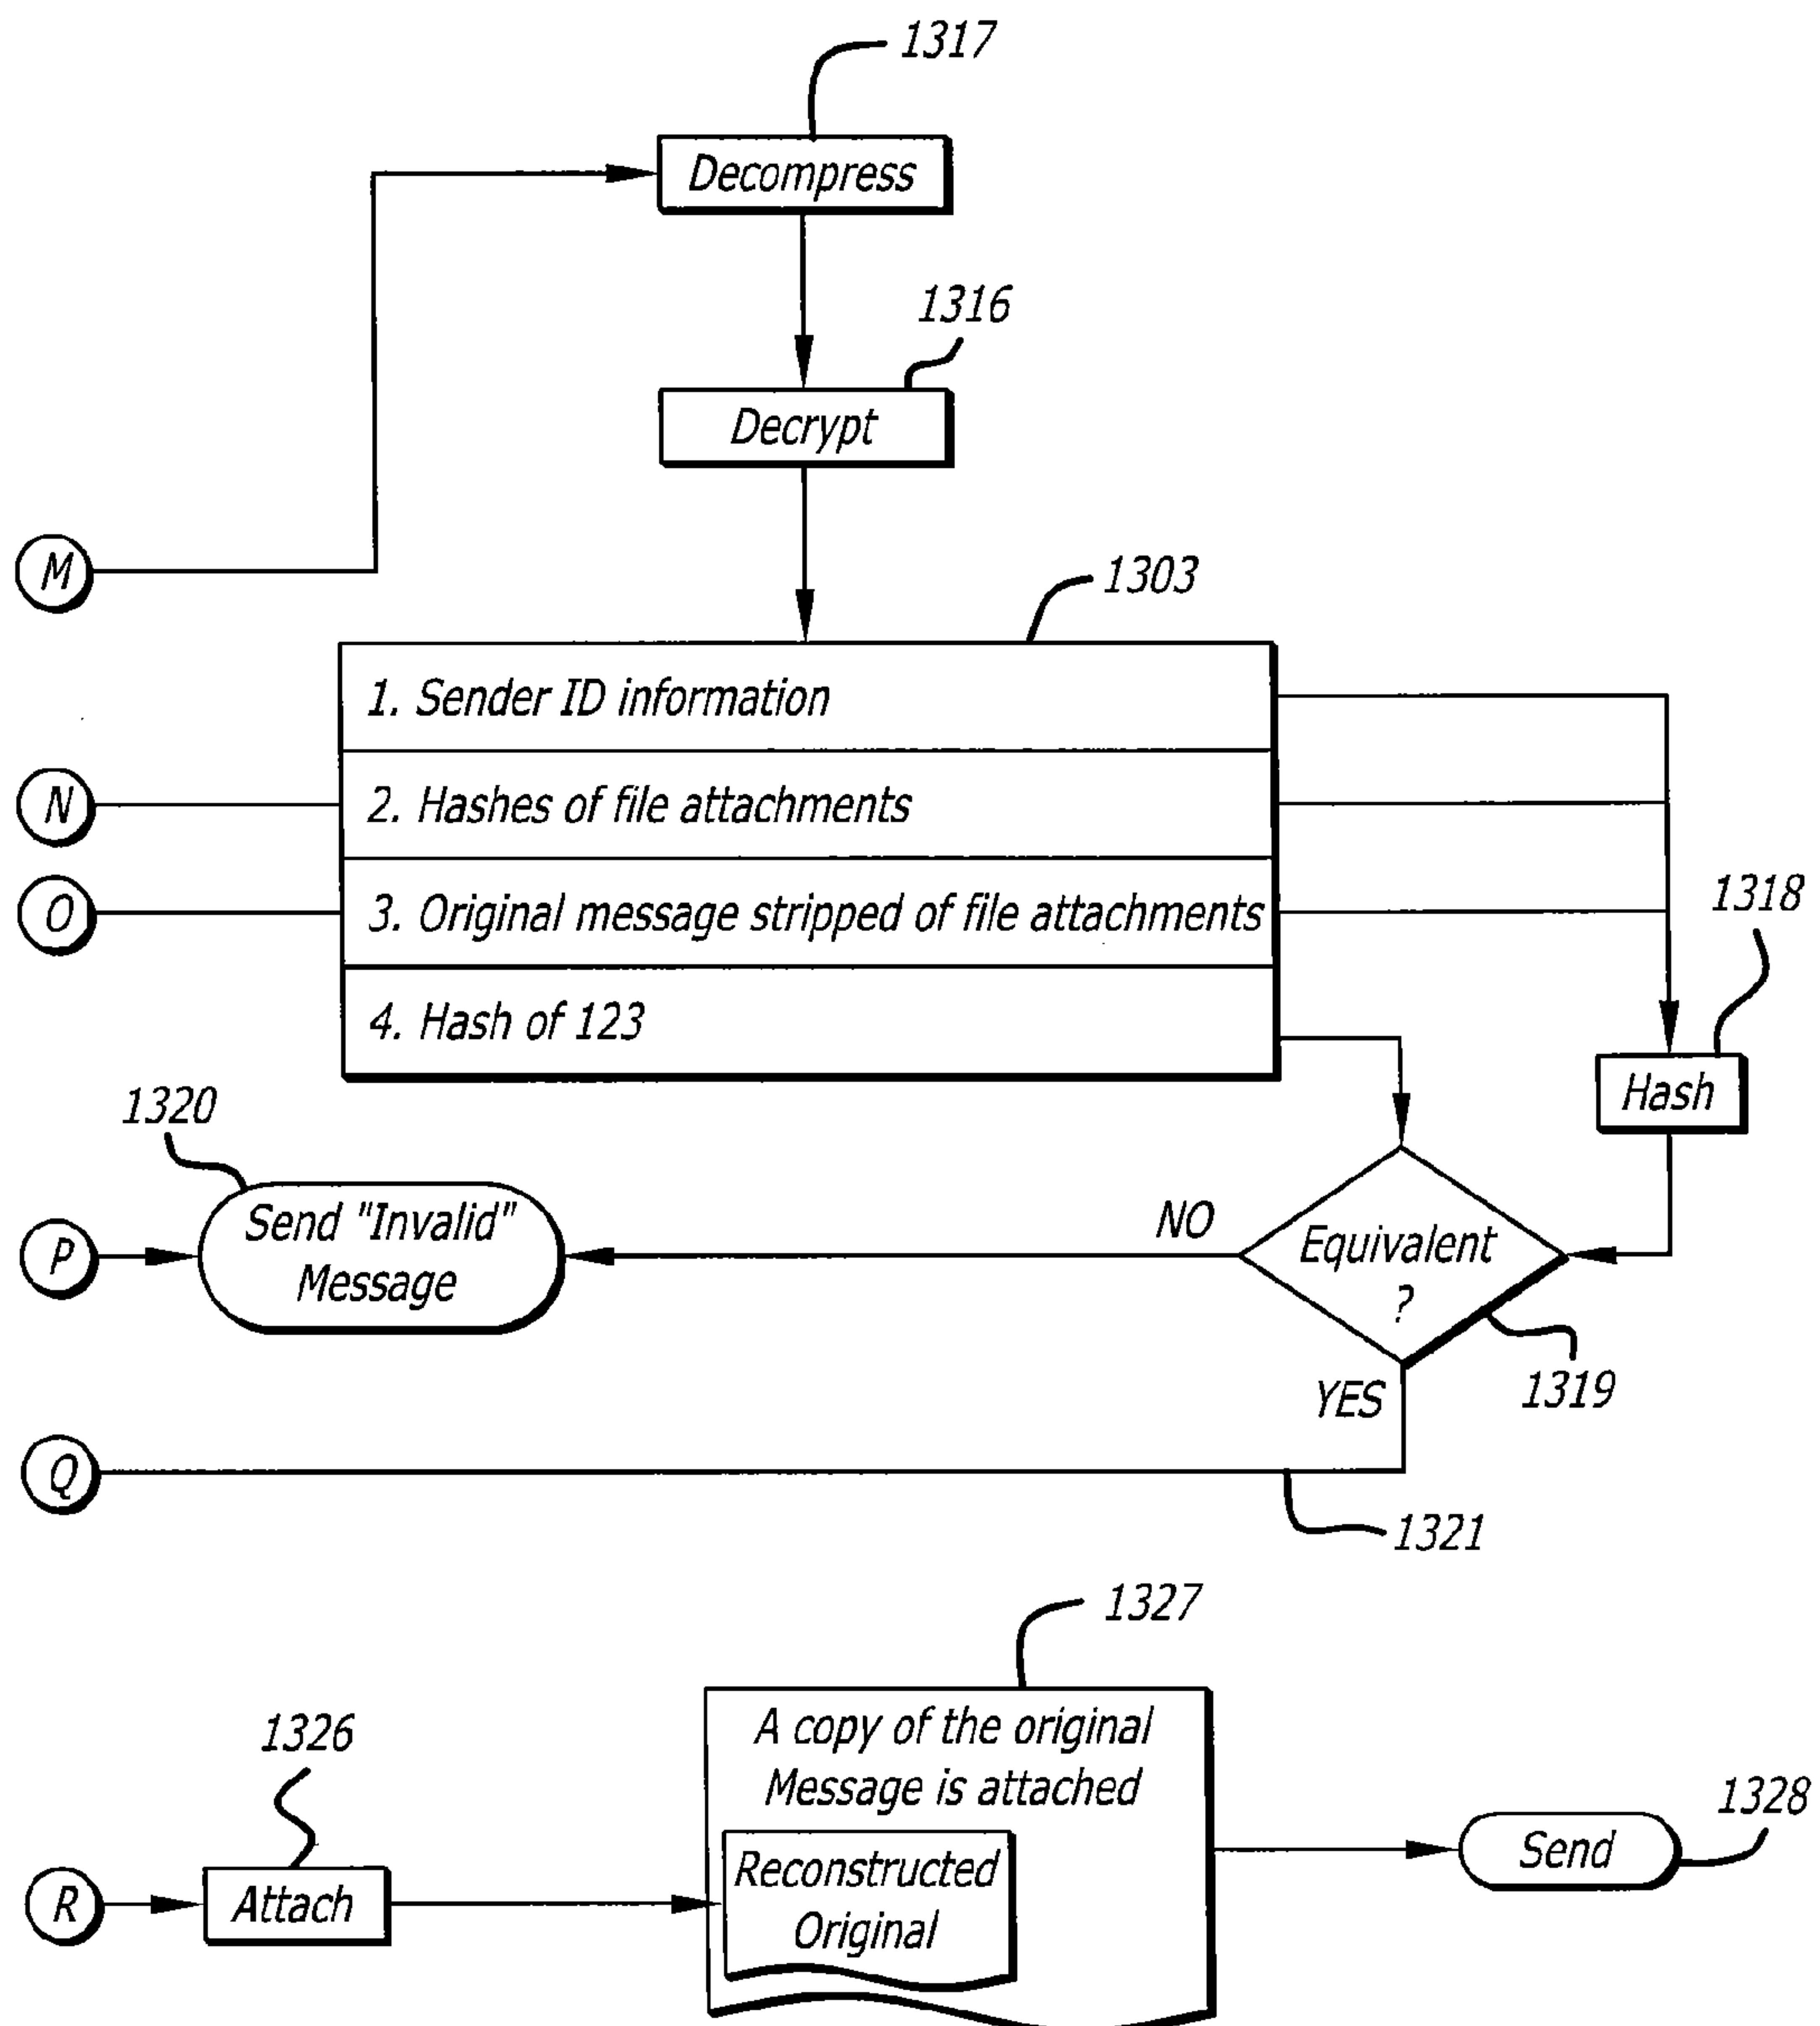 1317
Decompress
1316
Decrypt
M
1303
1. Sender ID information
N
2. Hashes of file attachments
O
3. Original message stripped of file attachments
1318
4. Hash of 123
Hash
1320
P
Send "Invalid"
Message
NO
Equivalent
?
1319
YES
Q
1321
1327
A copy of the original
Message is attached
1326
1328
Send
R
Attach
Reconstructed
Original